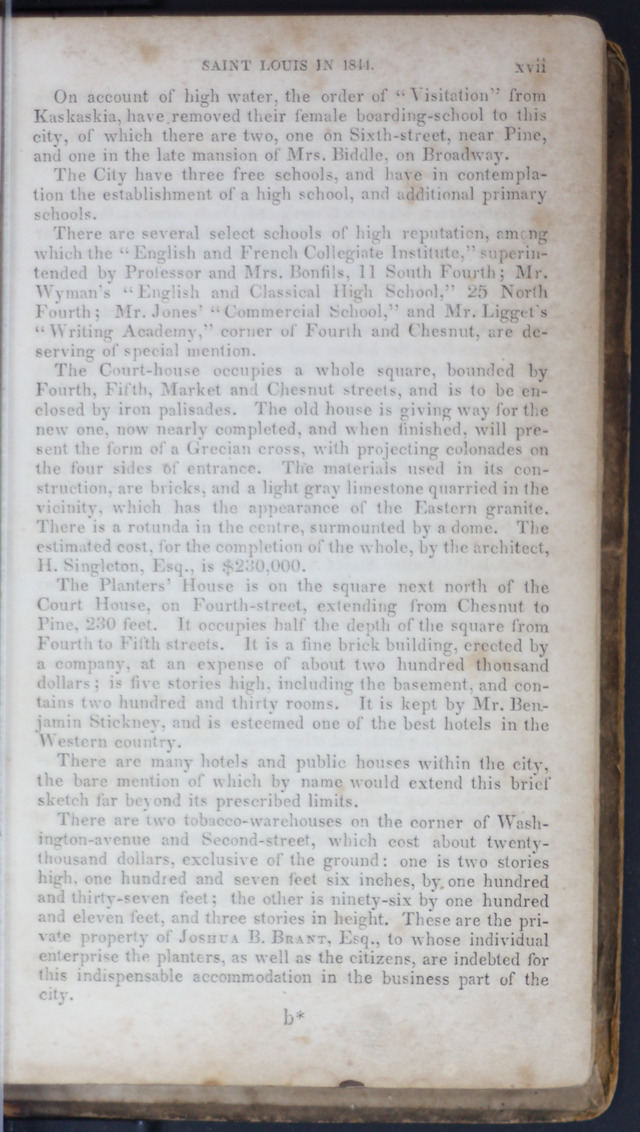 SAINT LOUIS IN 1844. xvii
On account of high water, the order of "Visitation" from
Kaskaskia, have removed their female boarding-school to this
city, of which there are two, one on Sixth-street, near Pine,
and one in the late mansion of Mrs. Biddle, on Broadway.
The City have three free schools, and have in contempla-
tion the establishment of a high school, and additional primary
schools.
There are several select schools of high reputation, among
which the "English and French Collegiate Institute," superin-
tended by Professor and Mrs. Bonfils, 11 South Fourth; Mr.
Wyman's "English and Classical High School," 25 North
Fourth; Mr. Jones' "Commercial School," and Mr. Ligget's
"Writing Academy," corner of Fourth and Chesnut, are de-
serving of special mention.
The Court-house occupies a whole square, bounded by
Fourth, Fifth, Market and Chesnut streets, and is to be en-
closed by iron palisades. The old house is giving way for the
new one, now nearly completed, and when finished, will pre-
sent the form of a Grecian cross, with projecting colonades on
the four sides of entrance. The materials used in its con-
struction, are bricks, and a light gray limestone quarried in the
vicinity, which has the appearance of the Eastern granite.
There is a rotunda in the centre, surmounted by a dome. The
estimated cost, for the completion of the whole, by the architect,
H. Singleton, Esq., is $230,000.
The Planters' House is on the square next north of the
Court House, on Fourth-street, extending from Chesnut to
Pine, 230 feet. It occupies half the depth of the square from
Fourth to Fifth streets. It is a fine brick building, erected by
a company, at an expense of about two hundred thousand
dollars; is five stories high, including the basement, and con-
tains two hundred and thirty rooms. It is kept by Mr. Ben-
jamin Stickney, and is esteemed one of the best hotels in the
Western country.
There are many hotels and public houses within the city,
the bare mention of which by name would extend this brief
sketch far beyond its prescribed limits.
There are two tobacco-warehouses on the corner of Wash-
ington-avenue and Second-street, which cost about twenty-
thousand dollars, exclusive of the ground: one is two stories
high, one hundred and seven feet six inches, by one hundred
and thirty-seven feet; the other is ninety-six by one hundred
and eleven feet, and three stories in height. These are the pri-
vate property of JOSHUA B. BRANT, Esq., to whose individual
enterprise the planters, as well as the citizens, are indebted for
this indispensable accommodation in the business part of the
city.
b*